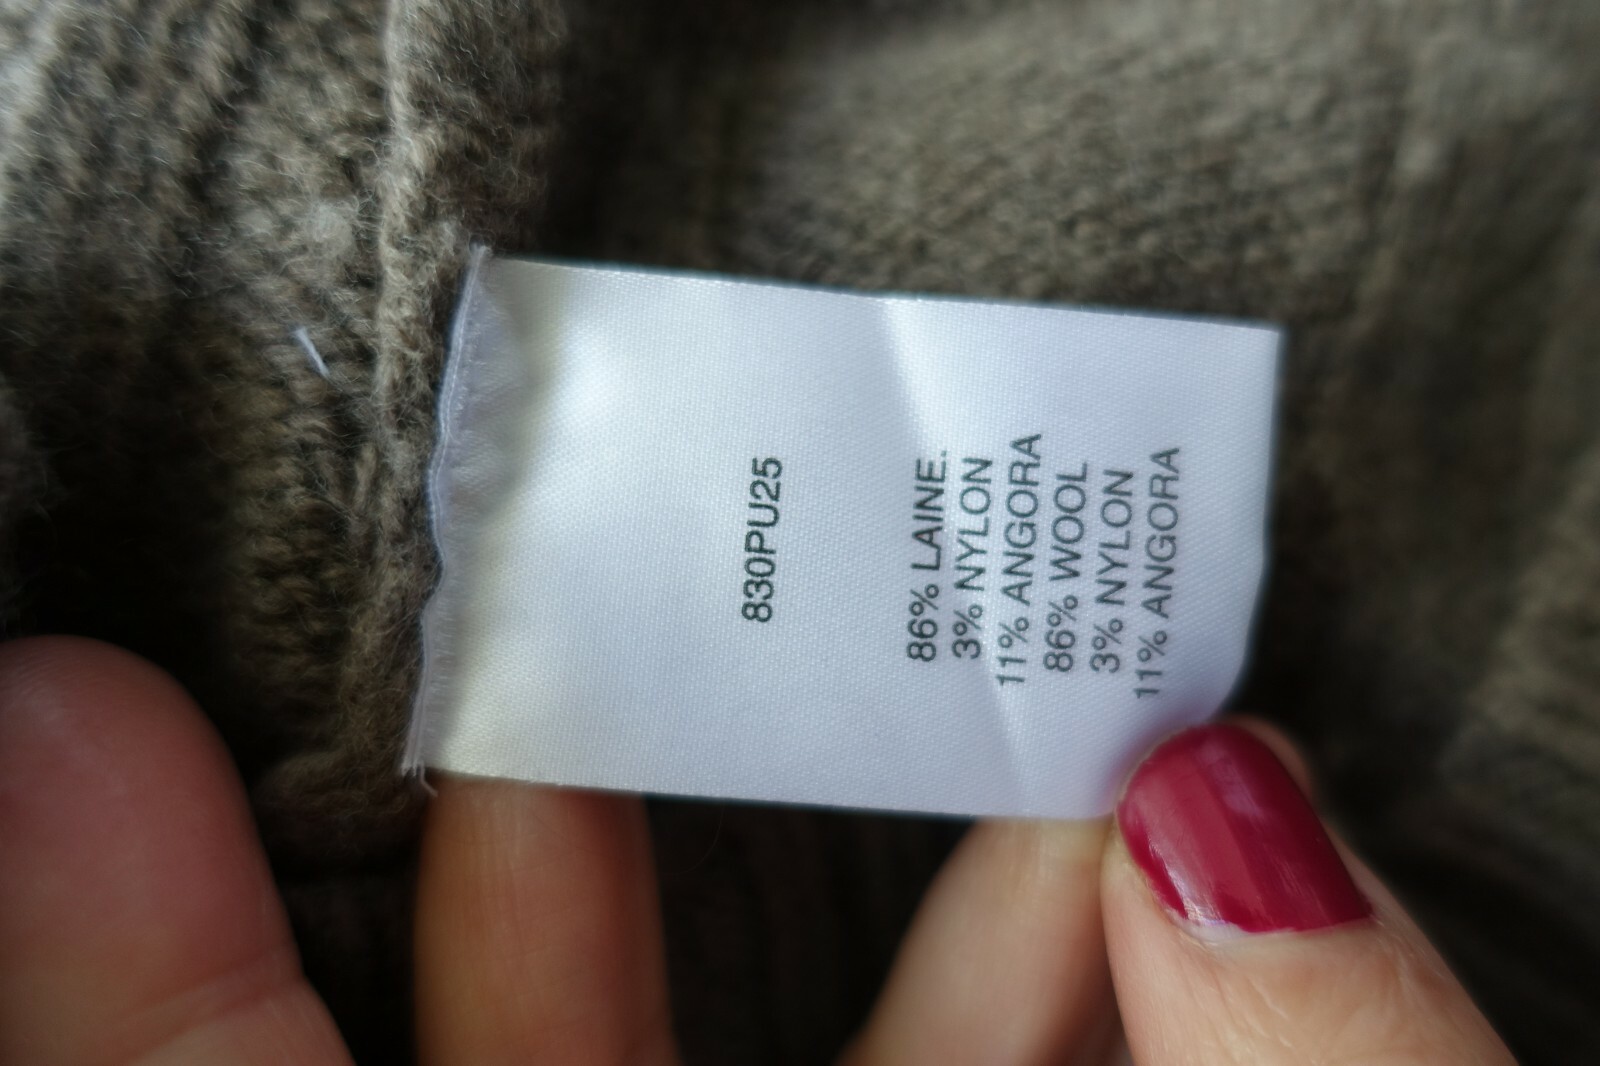 830PU25
86% LAINE.
3% NYLON
11% ANGORA
86% WOOL
3% NYLON
11% ANGORA